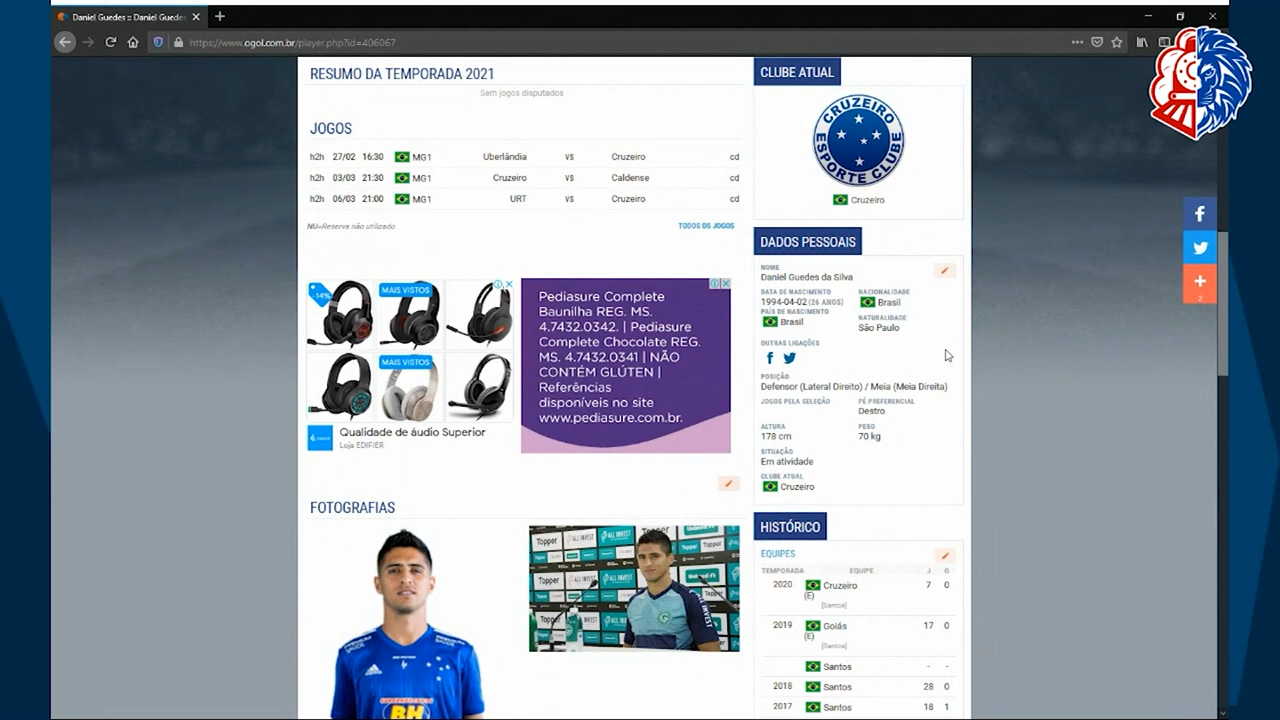 Daniel Guedes :: Daniel Guedes
https://www.ogol.com.br/player.php?id=406067
RESUMO DA TEMPORADA 2021
Sem jogos disputados
JOGOS
h2h 27/02 16:30 MG1 Uberlândia vs Cruzeiro cd
h2h 03/03 21:30 MG1 Cruzeiro vs Caldense cd
h2h 06/03 21:00 MG1 URT vs Cruzeiro cd
NU=Reserva não utilizado
TODOS OS JOGOS
-14%
MAIS VISTOS
MAIS VISTOS
Qualidade de áudio Superior
Loja EDIFIER
Pediasure Complete
Baunilha REG. MS.
4.7432.0342. | Pediasure
Complete Chocolate REG.
MS. 4.7432.0341 | NÃO
CONTÉM GLÚTEN |
Referências
disponíveis no site
www.pediasure.com.br.
FOTOGRAFIAS
Topper
ALL INVEST
Topper
BH
CLUBE ATUAL
CRUZEIRO
ESPORTE CLUBE
Cruzeiro
DADOS PESSOAIS
NOME
Daniel Guedes da Silva
DATA DE NASCIMENTO NACIONALIDADE
1994-04-02 (26 ANOS) Brasil
PAÍS DE NASCIMENTO NATURALIDADE
Brasil São Paulo
OUTRAS LIGAÇÕES
POSIÇÃO
Defensor (Lateral Direito) / Meia (Meia Direita)
JOGOS PELA SELEÇÃO PÉ PREFERENCIAL
Destro
ALTURA PESO
178 cm 70 kg
SITUAÇÃO
Em atividade
CLUBE ATUAL
Cruzeiro
HISTÓRICO
EQUIPES
TEMPORADA EQUIPE J G
2020 Cruzeiro 7 0
(E) [Santos]
2019 Goiás 17 0
(E) [Santos]
Santos - -
2018 Santos 28 0
2017 Santos 18 1
2